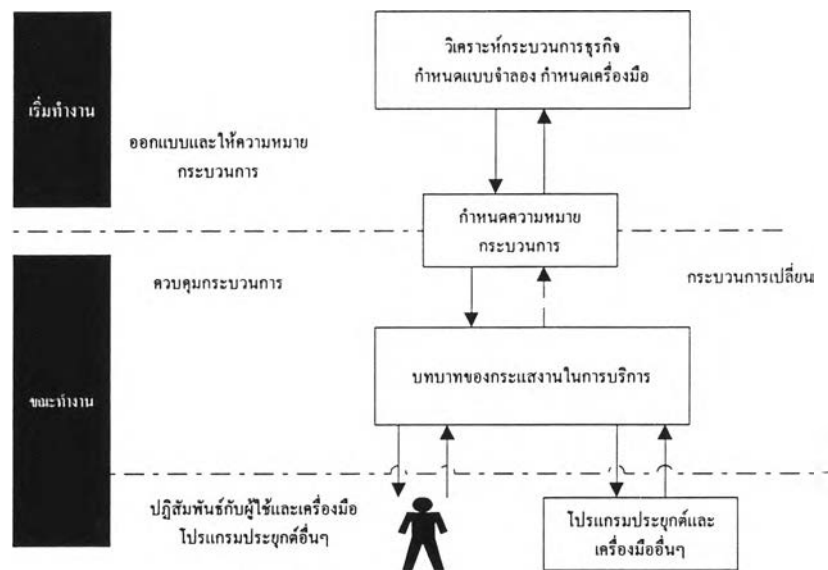 วิเคราะห์กระบวนการธุรกิจ
กำหนดแบบจำลอง กำหนดเครื่องมือ
เริ่มทำงาน
ออกแบบและให้ความหมาย
กระบวนการ
กำหนดความหมาย
กระบวนการ
ควบคุมกระบวนการ
กระบวนการเปลี่ยน
บทบาทของกระแสงานในการบริการ
ขณะทำงาน
ปฏิสัมพันธ์กับผู้ใช้และเครื่องมือ
โปรแกรมประยุกต์อื่นๆ
โปรแกรมประยุกต์และ
เครื่องมืออื่นๆ